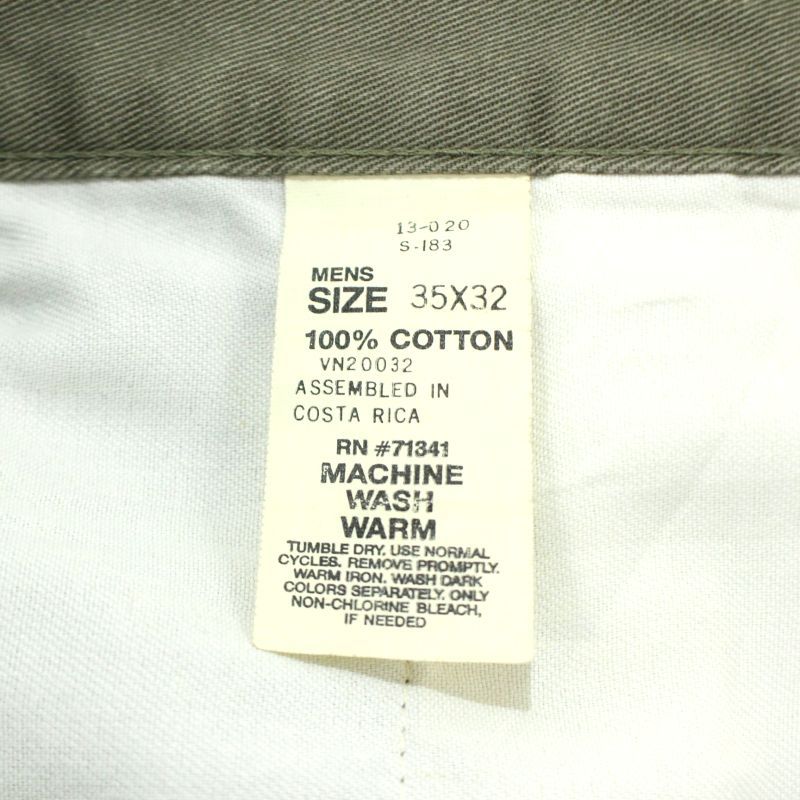 13-020
S-183
MENS
SIZE 35X32
100% COTTON
VN20032
ASSEMBLED IN
COSTA RICA
RN #71341
MACHINE
WASH
WARM
TUMBLE DRY. USE NORMAL
CYCLES. REMOVE PROMPTLY.
WARM IRON. WASH DARK
COLORS SEPARATELY. ONLY
NON-CHLORINE BLEACH,
IF NEEDED